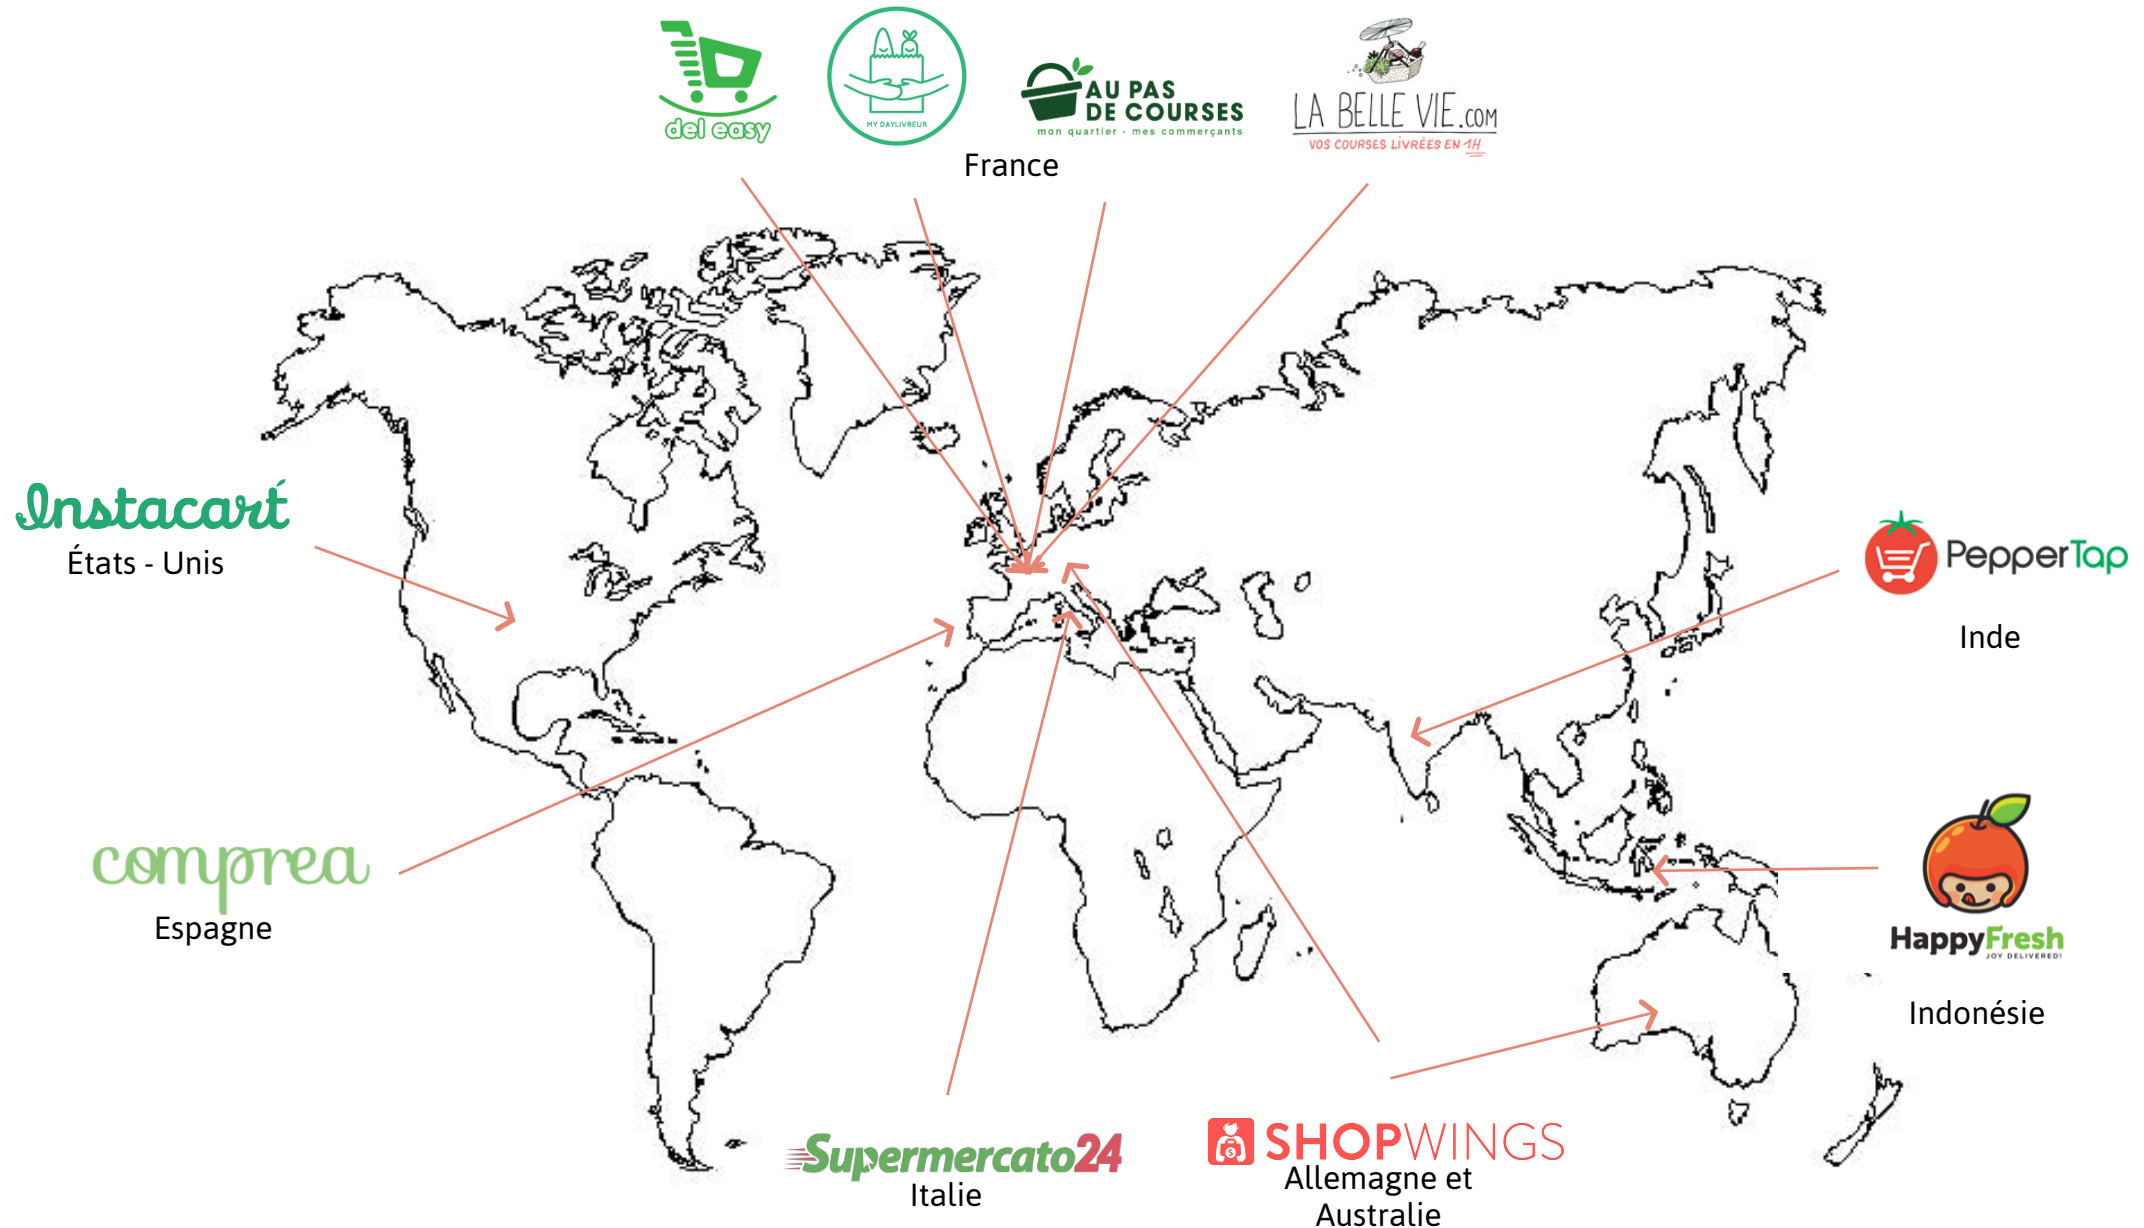 del easy
MY DAYLIVREUR
AU PAS
DE COURSES
mon quartier - mes commerçants
LA BELLE VIE.COM
VOS COURSES LIVRÉES EN 1H
France
Instacart
États - Unis
PepperTap
Inde
comprea
Espagne
HappyFresh
JOY DELIVERED!
Indonésie
Supermercato24
Italie
SHOPWINGS
Allemagne et
Australie